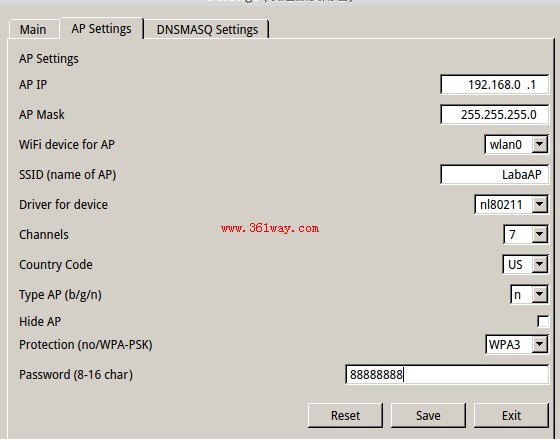 Main AP Settings DNSMASQ Settings
AP Settings
AP IP 192.168.0 .1
AP Mask 255.255.255.0
WiFi device for AP wlan0
SSID (name of AP) LabaAP
Driver for device nl80211
www.361way.com
Channels 7
Country Code US
Type AP (b/g/n) n
Hide AP
Protection (no/WPA-PSK) WPA3
Password (8-16 char) 88888888
Reset Save Exit